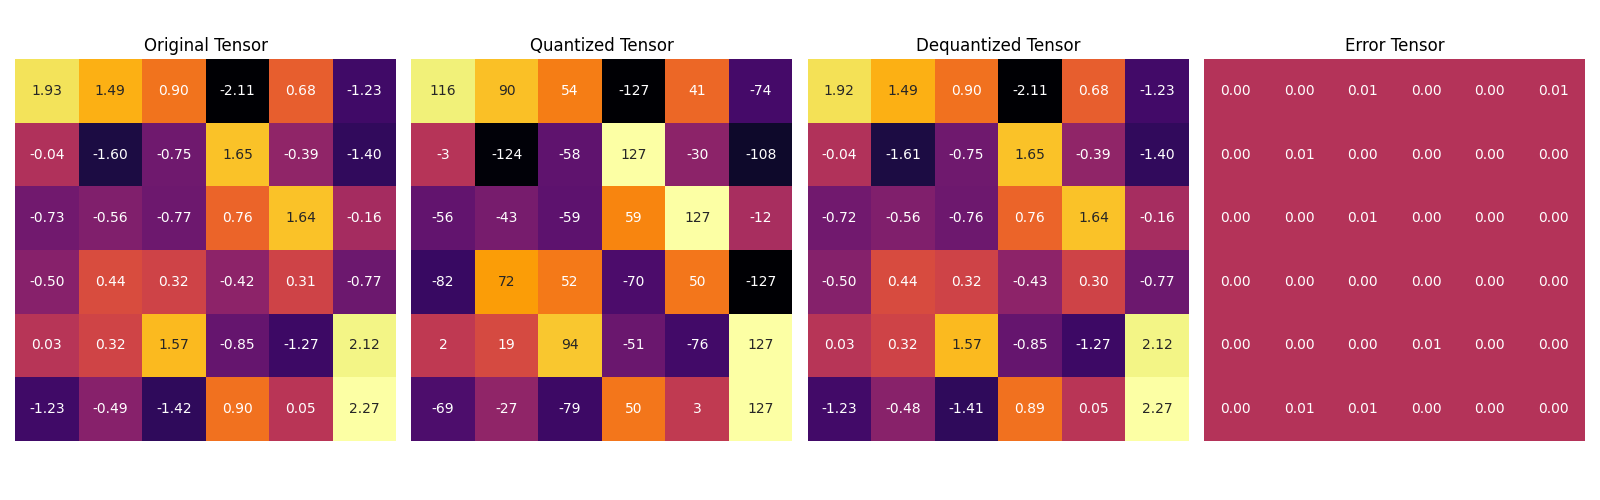 Original Tensor Quantized Tensor Dequantized Tensor Error Tensor
1.93 1.49 0.90 -2.11 0.68 -1.23 116 90 54 -127 41 -74 1.92 1.49 0.90 -2.11 0.68 -1.23 0.00 0.00 0.01 0.00 0.00 0.01
-0.04 -1.60 -0.75 1.65 -0.39 -1.40 -3 -124 -58 127 -30 -108 -0.04 -1.61 -0.75 1.65 -0.39 -1.40 0.00 0.01 0.00 0.00 0.00 0.00
-0.73 -0.56 -0.77 0.76 1.64 -0.16 -56 -43 -59 59 127 -12 -0.72 -0.56 -0.76 0.76 1.64 -0.16 0.00 0.00 0.01 0.00 0.00 0.00
-0.50 0.44 0.32 -0.42 0.31 -0.77 -82 72 52 -70 50 -127 -0.50 0.44 0.32 -0.43 0.30 -0.77 0.00 0.00 0.00 0.00 0.00 0.00
0.03 0.32 1.57 -0.85 -1.27 2.12 2 19 94 -51 -76 127 0.03 0.32 1.57 -0.85 -1.27 2.12 0.00 0.00 0.00 0.01 0.00 0.00
-1.23 -0.49 -1.42 0.90 0.05 2.27 -69 -27 -79 50 3 127 -1.23 -0.48 -1.41 0.89 0.05 2.27 0.00 0.01 0.01 0.00 0.00 0.00